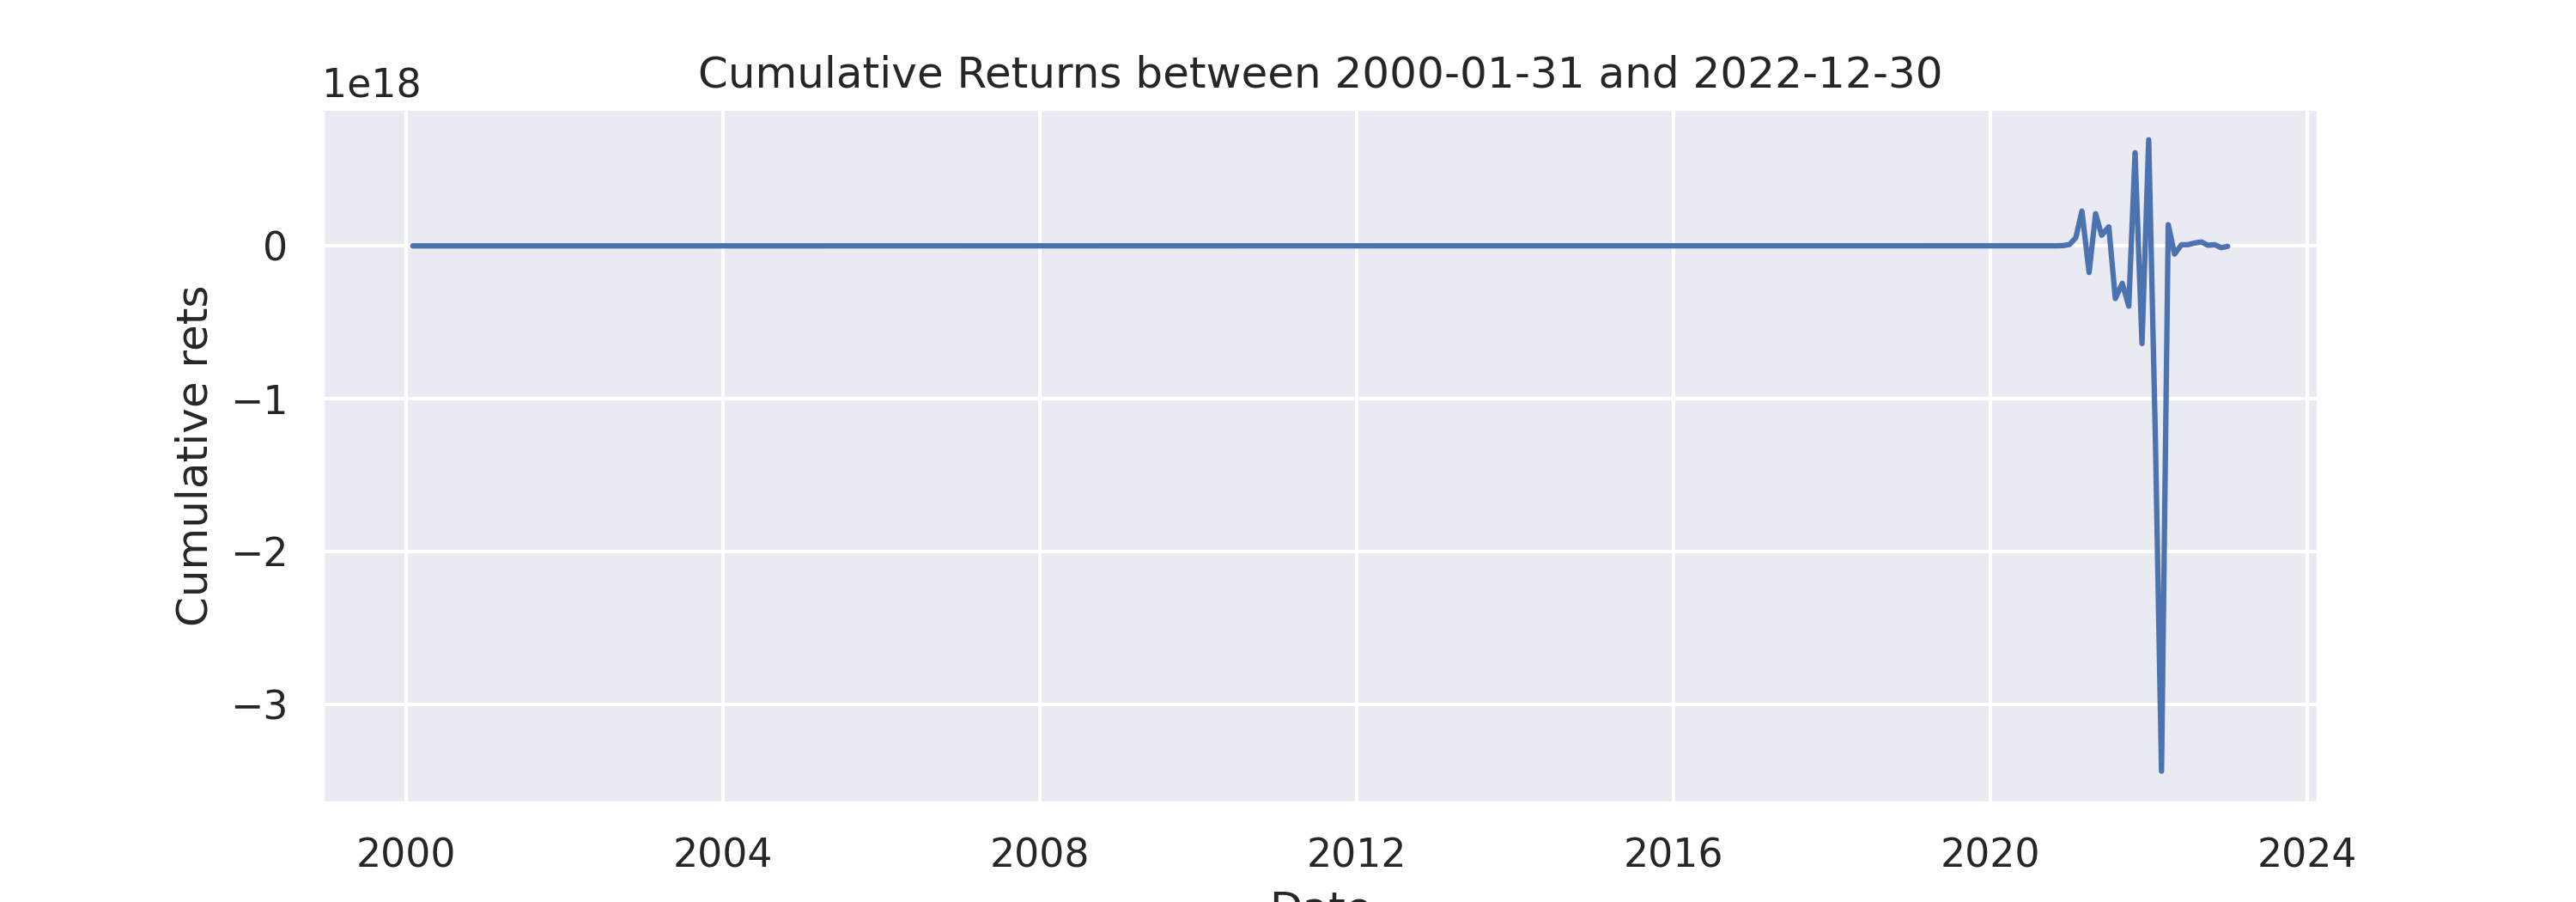 Cumulative Returns between 2000-01-31 and 2022-12-30
1e18
0
−1
−2
−3
Cumulative rets
2000 2004 2008 2012 2016 2020 2024
Date